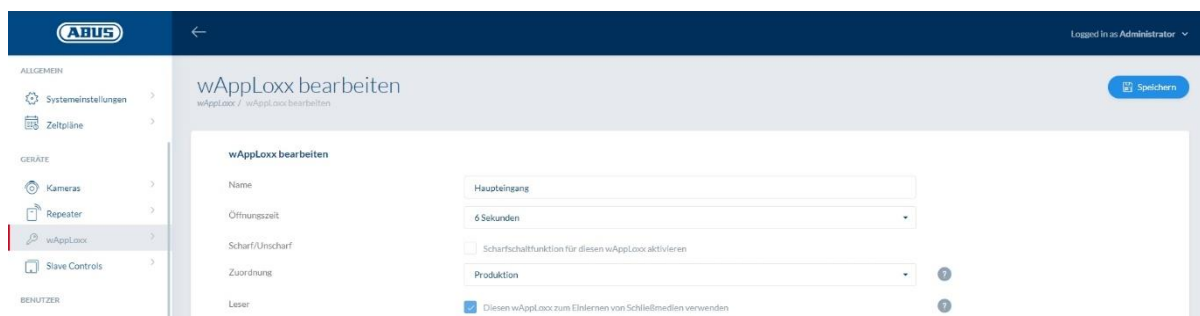 ABUS
←
Logged in as Administrator
ALLGEMEIN
Systemeinstellungen
Zeitpläne
GERÄTE
Kameras
Repeater
wAppLoxx
Slave Controls
BENUTZER
wAppLoxx bearbeiten
wAppLoxx / wAppLoxx bearbeiten
Speichern
wAppLoxx bearbeiten
Name
Haupteingang
Öffnungszeit
6 Sekunden
Scharf/Unscharf
Scharfschaltfunktion für diesen wAppLoxx aktivieren
Zuordnung
Produktion
?
Leser
Diesen wAppLoxx zum Einlernen von Schließmedien verwenden
?